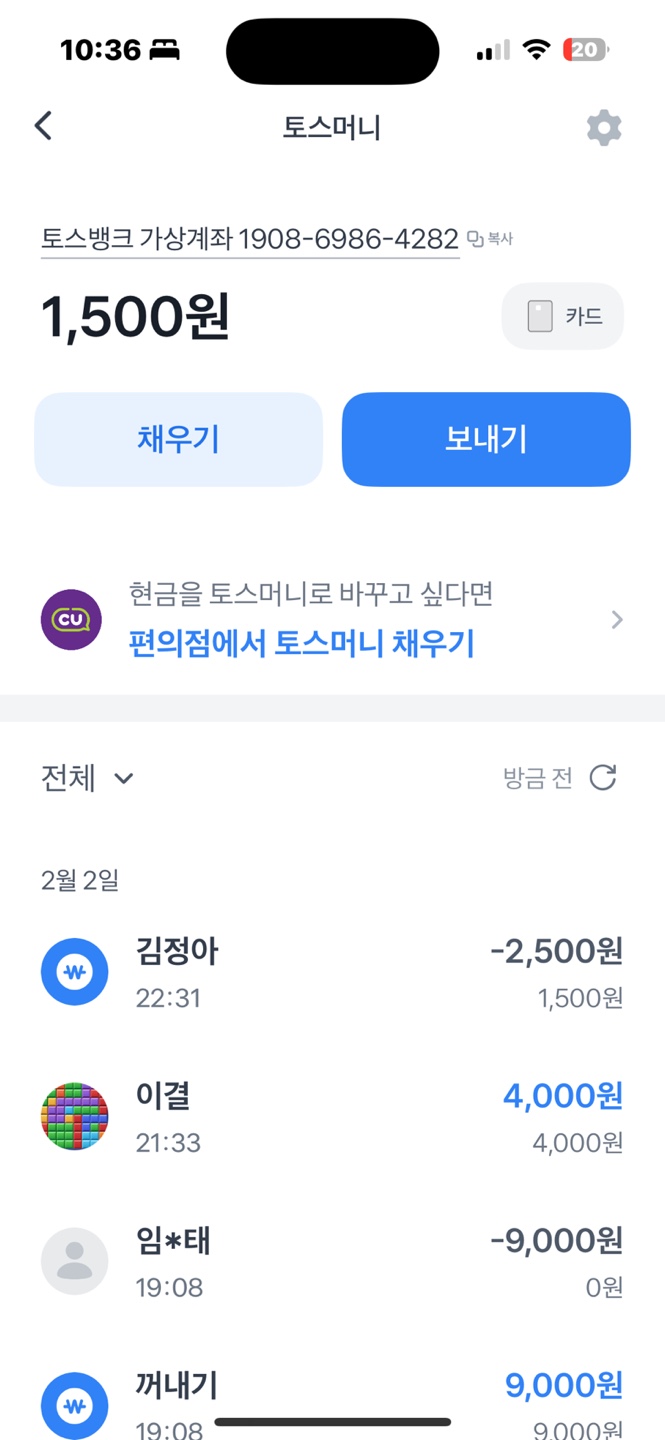 10:36
20
토스머니
토스뱅크 가상계좌 1908-6986-4282 복사
1,500원
카드
채우기
보내기
CU
현금을 토스머니로 바꾸고 싶다면
편의점에서 토스머니 채우기
전체
방금 전
2월 2일
김정아 -2,500원
22:31 1,500원
이결 4,000원
21:33 4,000원
임*태 -9,000원
19:08 0원
꺼내기 9,000원
19:08 9,000원